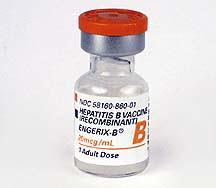 NDC 58160-860-01
HEPATITIS B VACCINE
(RECOMBINANT)
ENGERIX-B®
20mcg/mL
1 Adult Dose
B